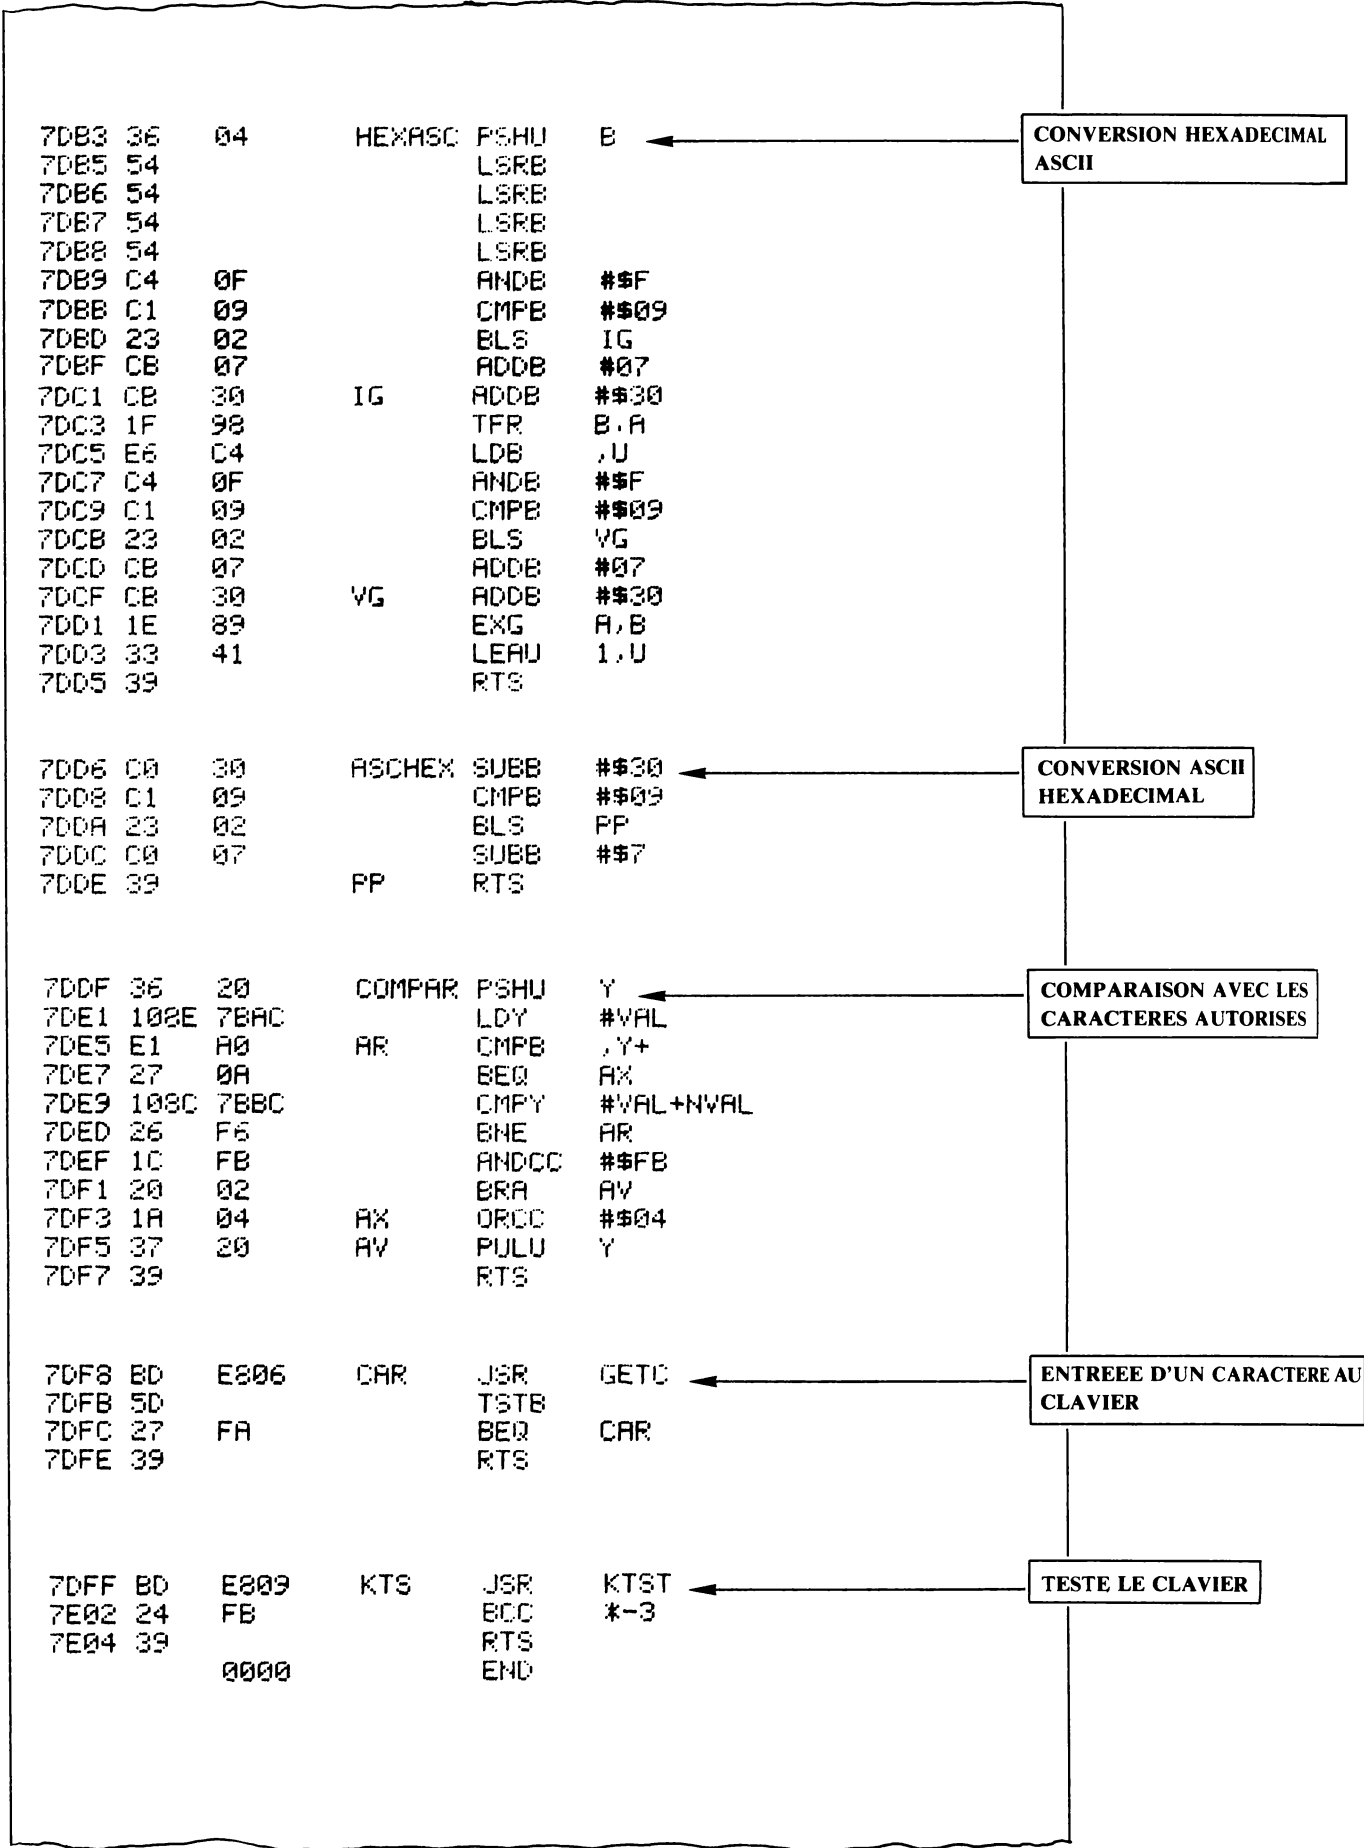 7DB3 36 04 HEXASC PSHU B CONVERSION HEXADECIMAL
7DB5 54 LSRB ASCII
7DB6 54 LSRB
7DB7 54 LSRB
7DB8 54 LSRB
7DB9 C4 0F ANDB #$F
7DBB C1 09 CMPB #$09
7DBD 23 02 BLS IG
7DBF CB 07 ADDB #07
7DC1 CB 30 IG ADDB #$30
7DC3 1F 98 TFR B.A
7DC5 E6 C4 LDB ,U
7DC7 C4 0F ANDB #$F
7DC9 C1 09 CMPB #$09
7DCB 23 02 BLS VG
7DCD CB 07 ADDB #07
7DCF CB 30 VG ADDB #$30
7DD1 1E 89 EXG A,B
7DD3 33 41 LEAU 1,U
7DD5 39 RTS
7DD6 C0 30 ASCHEX SUBB #$30 CONVERSION ASCII
7DD8 C1 09 CMPB #$09 HEXADECIMAL
7DDA 23 02 BLS PP
7DDC C0 07 SUBB #$7
7DDE 39 PP RTS
7DDF 36 20 COMPAR PSHU Y COMPARAISON AVEC LES
7DE1 108E 7BAC LDY #VAL CARACTERES AUTORISES
7DE5 E1 A0 AR CMPB ,Y+
7DE7 27 0A BEQ AX
7DE9 108C 7BBC CMPY #VAL+NVAL
7DED 26 F6 BNE AR
7DEF 1C FB ANDCC #$FB
7DF1 20 02 BRA AV
7DF3 1A 04 AX ORCC #$04
7DF5 37 20 AV PULU Y
7DF7 39 RTS
7DF8 BD E806 CAR JSR GETC ENTREEE D'UN CARACTERE AU
7DFB 5D TSTB CLAVIER
7DFC 27 FA BEQ CAR
7DFE 39 RTS
7DFF BD E809 KTS JSR KTST TESTE LE CLAVIER
7E02 24 FB BCC *-3
7E04 39 RTS
0000 END